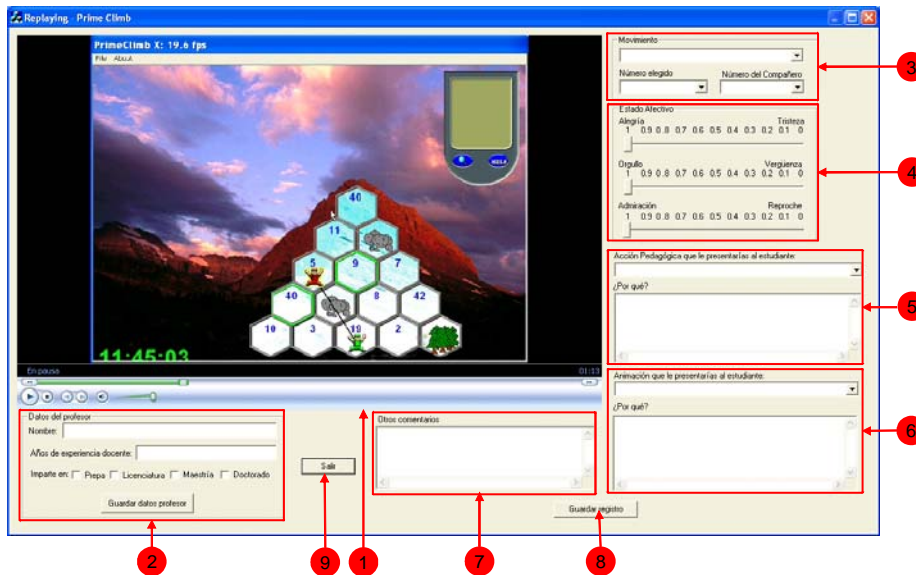 Replaying - Prime Climb
PrimeClimb X: 19.6 fps
File About
HELP
40
11
5 9 7
40 8 42
10 3 19 2
11:45:03
En pausa 01:13
Movimiento
Número elegido Número del Compañero
3
Estado Afectivo
Alegría Tristeza
1 0.9 0.8 0.7 0.6 0.5 0.4 0.3 0.2 0.1 0
Orgullo Vergüenza
1 0.9 0.8 0.7 0.6 0.5 0.4 0.3 0.2 0.1 0
Admiración Reproche
1 0.9 0.8 0.7 0.6 0.5 0.4 0.3 0.2 0.1 0
4
Acción Pedagógica que le presentarías al estudiante:
¿Por qué?
5
Animación que le presentarías al estudiante:
¿Por qué?
6
Datos del profesor
Nombre:
Años de experiencia docente:
Imparte en: Prepa Licenciatura Maestría Doctorado
Guardar datos profesor
Salir
Otros comentarios
Guardar registro
2 9 1 7 8